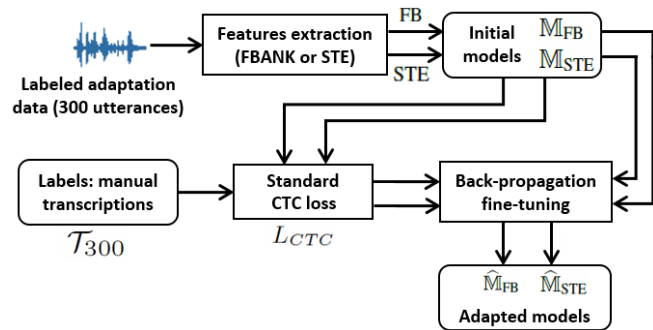 FB
Features extraction
(FBANK or STE)
STE
Initial
models
𝕄FB
𝕄STE
Labeled adaptation
data (300 utterances)
Labels: manual
transcriptions
𝒯300
Standard
CTC loss
LCTC
Back-propagation
fine-tuning
𝕄̂FB 𝕄̂STE
Adapted models